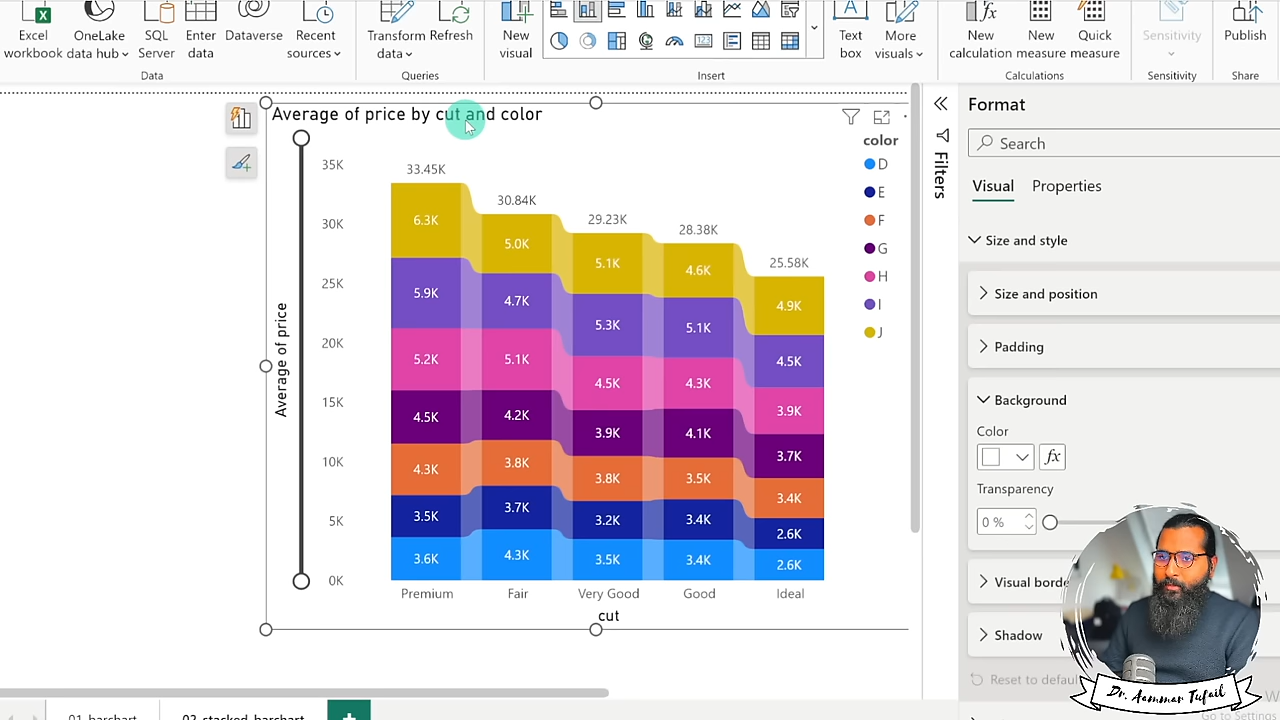 Excel workbook
OneLake data hub
SQL Server
Enter data
Dataverse
Recent sources
Transform data
Refresh
New visual
Text box
More visuals
New calculation
New measure
Quick measure
Sensitivity
Publish
Data
Queries
Insert
Calculations
Sensitivity
Share
Average of price by cut and color
Average of price
35K
30K
25K
20K
15K
10K
5K
0K
33.45K
30.84K
29.23K
28.38K
25.58K
6.3K
5.0K
5.1K
4.6K
4.9K
5.9K
4.7K
5.3K
5.1K
4.5K
5.2K
5.1K
4.5K
4.3K
3.9K
4.5K
4.2K
3.9K
4.1K
3.7K
4.3K
3.8K
3.8K
3.5K
3.4K
3.5K
3.7K
3.2K
3.4K
2.6K
3.6K
4.3K
3.5K
3.4K
2.6K
Premium
Fair
Very Good
Good
Ideal
cut
color
D
E
F
G
H
I
J
Filters
Format
Search
Visual
Properties
Size and style
Size and position
Padding
Background
Color
fx
Transparency
0 %
Visual borde
Shadow
Reset to defaul
Dr. Aammar Tufail
Go to Settings
01_barchart
02_stacked_barchart